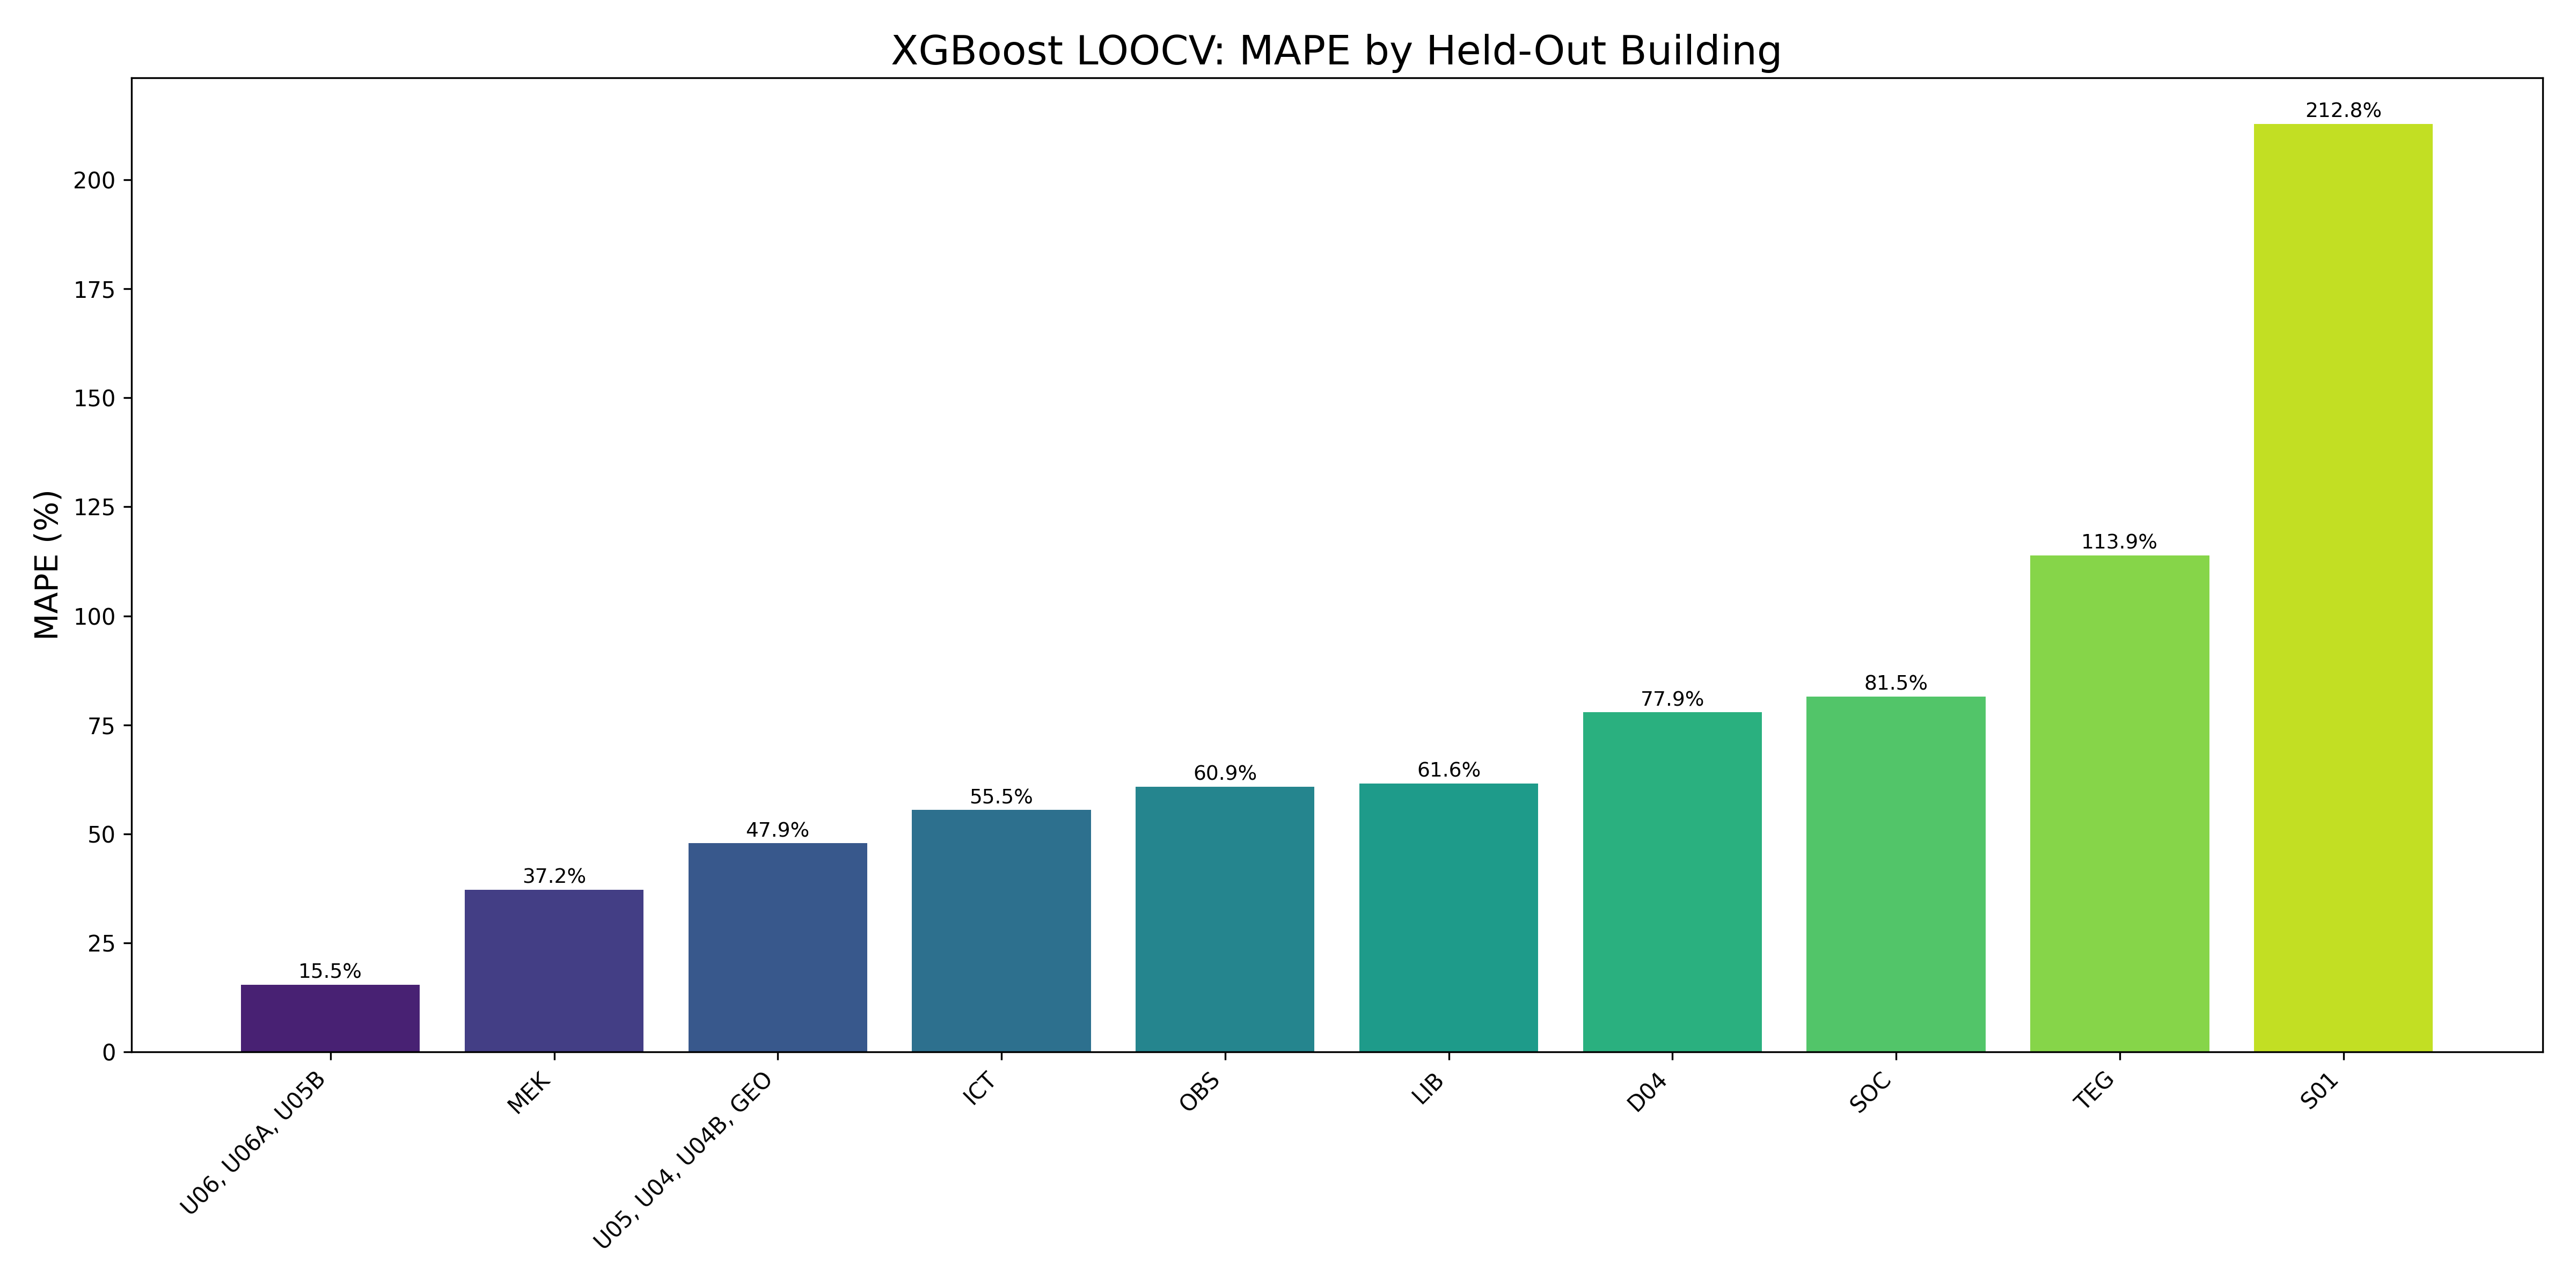 XGBoost LOOCV: MAPE by Held-Out Building
MAPE (%)
200
175
150
125
100
75
50
25
0
15.5%
37.2%
47.9%
55.5%
60.9%
61.6%
77.9%
81.5%
113.9%
212.8%
U06, U06A, U05B
MEK
U05, U04, U04B, GEO
ICT
OBS
LIB
D04
SOC
TEG
S01